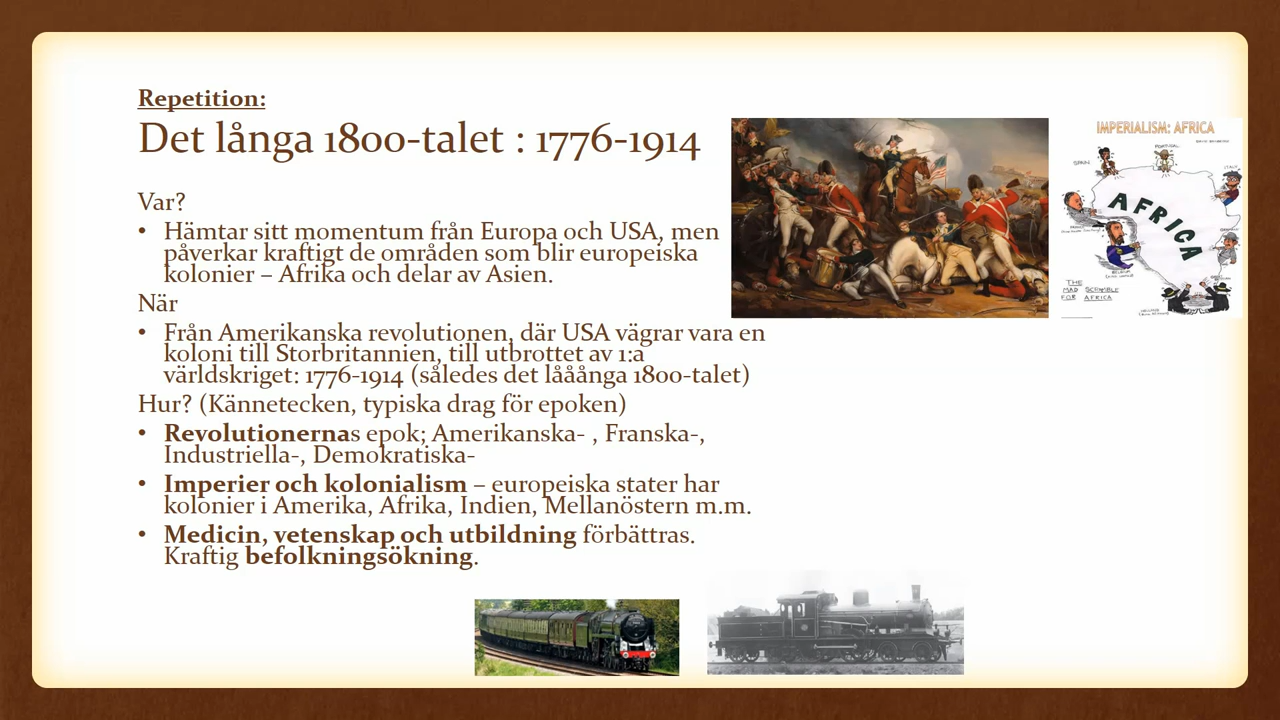 Repetition:
Det långa 1800-talet : 1776-1914
Var?
• Hämtar sitt momentum från Europa och USA, men
påverkar kraftigt de områden som blir europeiska
kolonier – Afrika och delar av Asien.
När
• Från Amerikanska revolutionen, där USA vägrar vara en
koloni till Storbritannien, till utbrottet av 1:a
världskriget: 1776-1914 (således det lååånga 1800-talet)
Hur? (Kännetecken, typiska drag för epoken)
• Revolutionernas epok; Amerikanska- , Franska-,
Industriella-, Demokratiska-
• Imperier och kolonialism – europeiska stater har
kolonier i Amerika, Afrika, Indien, Mellanöstern m.m.
• Medicin, vetenskap och utbildning förbättras.
Kraftig befolkningsökning.
IMPERIALISM: AFRICA
PORTUGAL
SPAIN
ITALY
AFRICA
BELGIUM
THE
MAD SCRAMBLE
FOR AFRICA